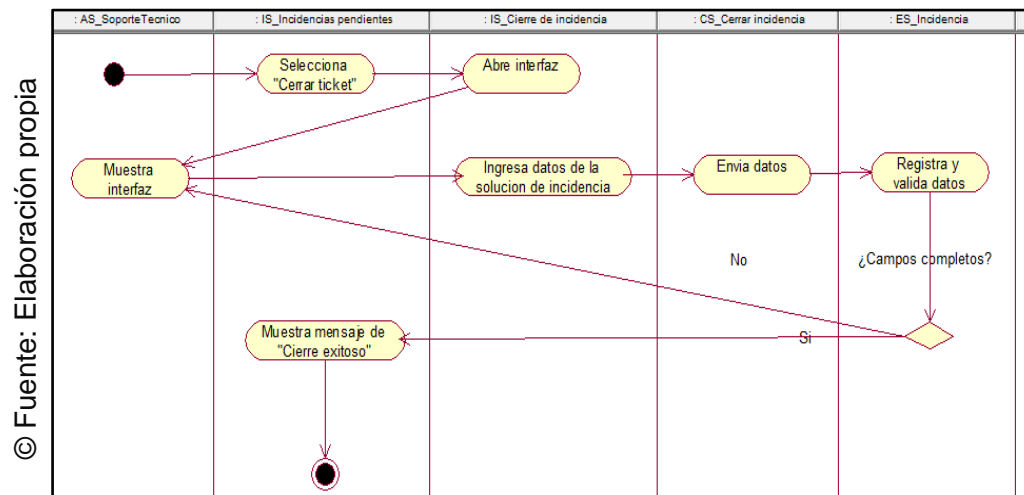 © Fuente: Elaboración propia
: AS_SoporteTecnico
: IS_Incidencias pendientes
: IS_Cierre de incidencia
: CS_Cerrar incidencia
: ES_Incidencia
Selecciona
"Cerrar ticket"
Abre interfaz
Muestra
interfaz
Ingresa datos de la
solucion de incidencia
Envia datos
Registra y
valida datos
No
¿Campos completos?
Muestra mensaje de
"Cierre exitoso"
Si